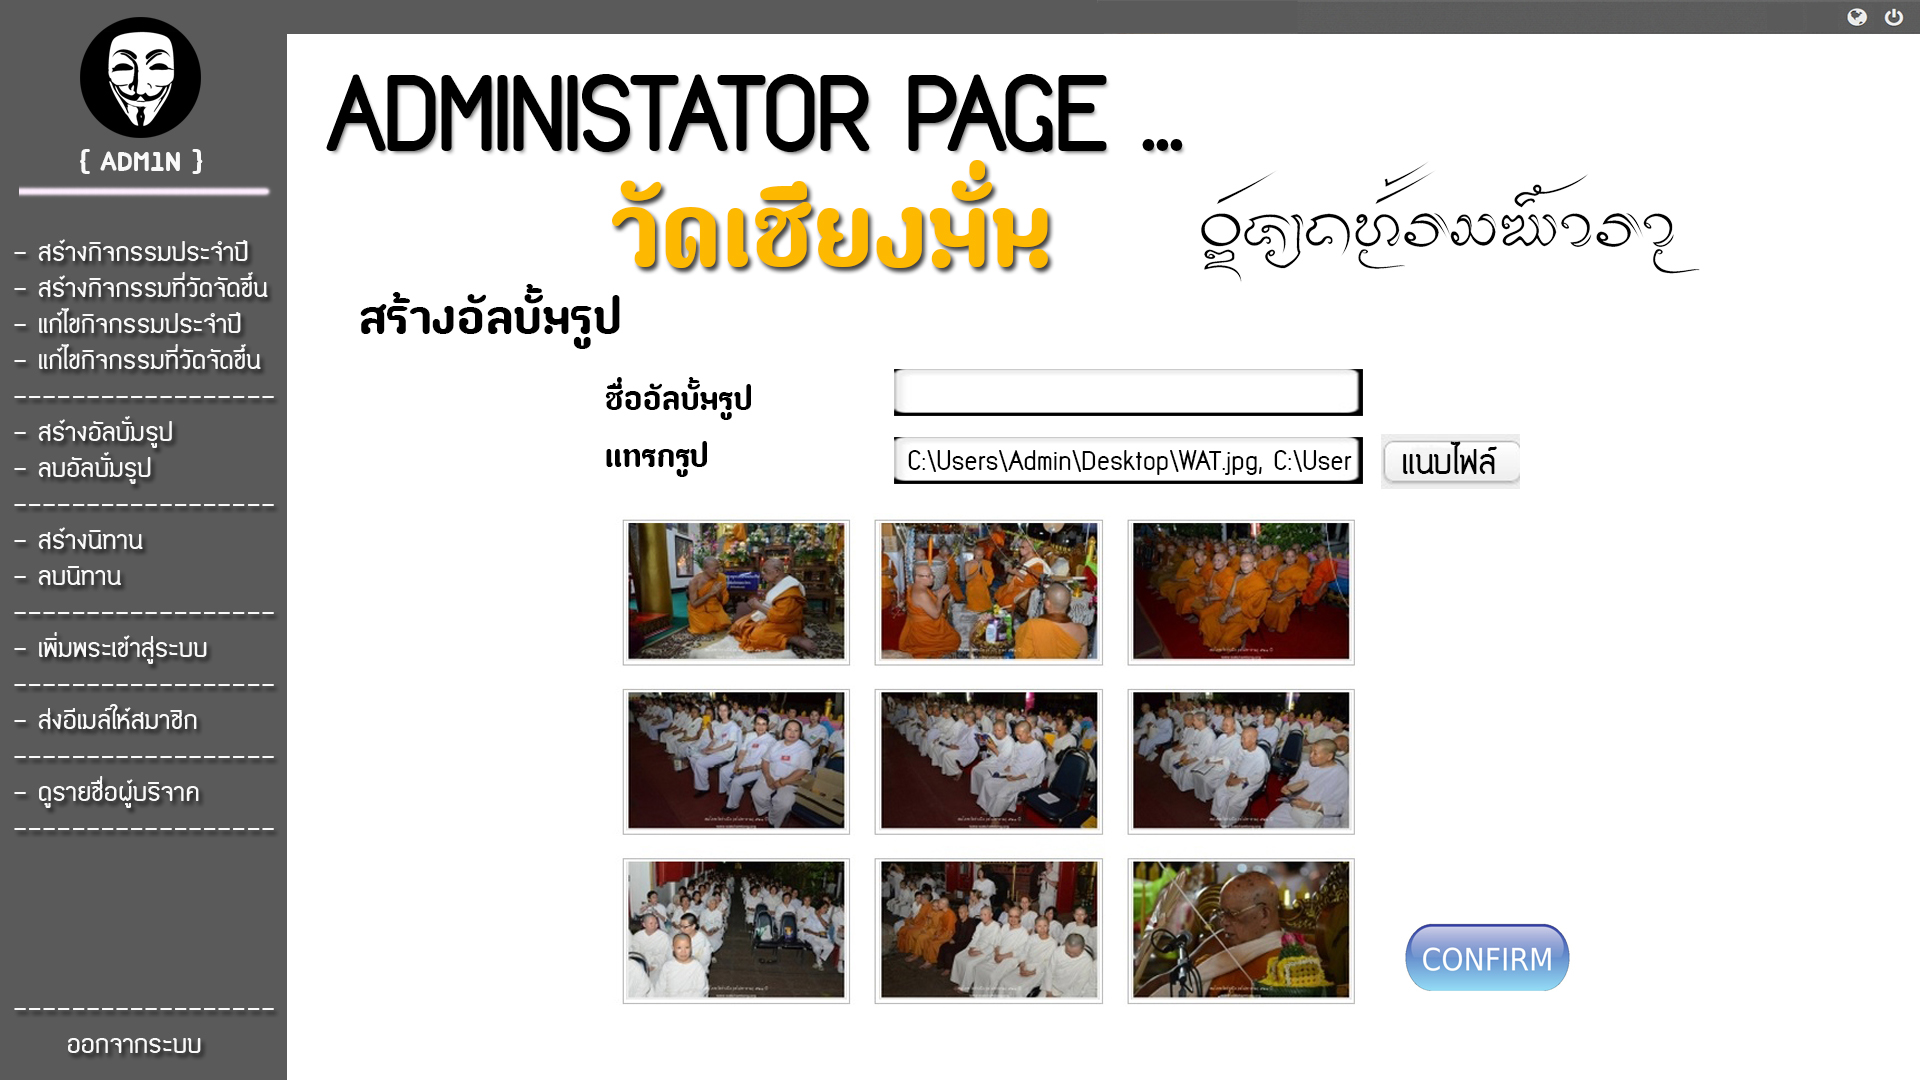 { ADM1N }
- สร้างกิจกรรมประจำปี
- สร้างกิจกรรมที่วัดจัดขึ้น
- แก้ไขกิจกรรมประจำปี
- แก้ไขกิจกรรมที่วัดจัดขึ้น
------------------
- สร้างอัลบั้มรูป
- ลบอัลบั้มรูป
------------------
- สร้างนิทาน
- ลบนิทาน
------------------
- เพิ่มพระเข้าสู่ระบบ
------------------
- ส่งอีเมล์ให้สมาชิก
------------------
- ดูรายชื่อผู้บริจาค
------------------
------------------
ออกจากระบบ
ADMINISTATOR PAGE ...
วัดเชียงมั่น
สร้างอัลบั้มรูป
ชื่ออัลบั้มรูป
แทรกรูป
C:\Users\Admin\Desktop\WAT.jpg, C:\User
แนบไฟล์
CONFIRM